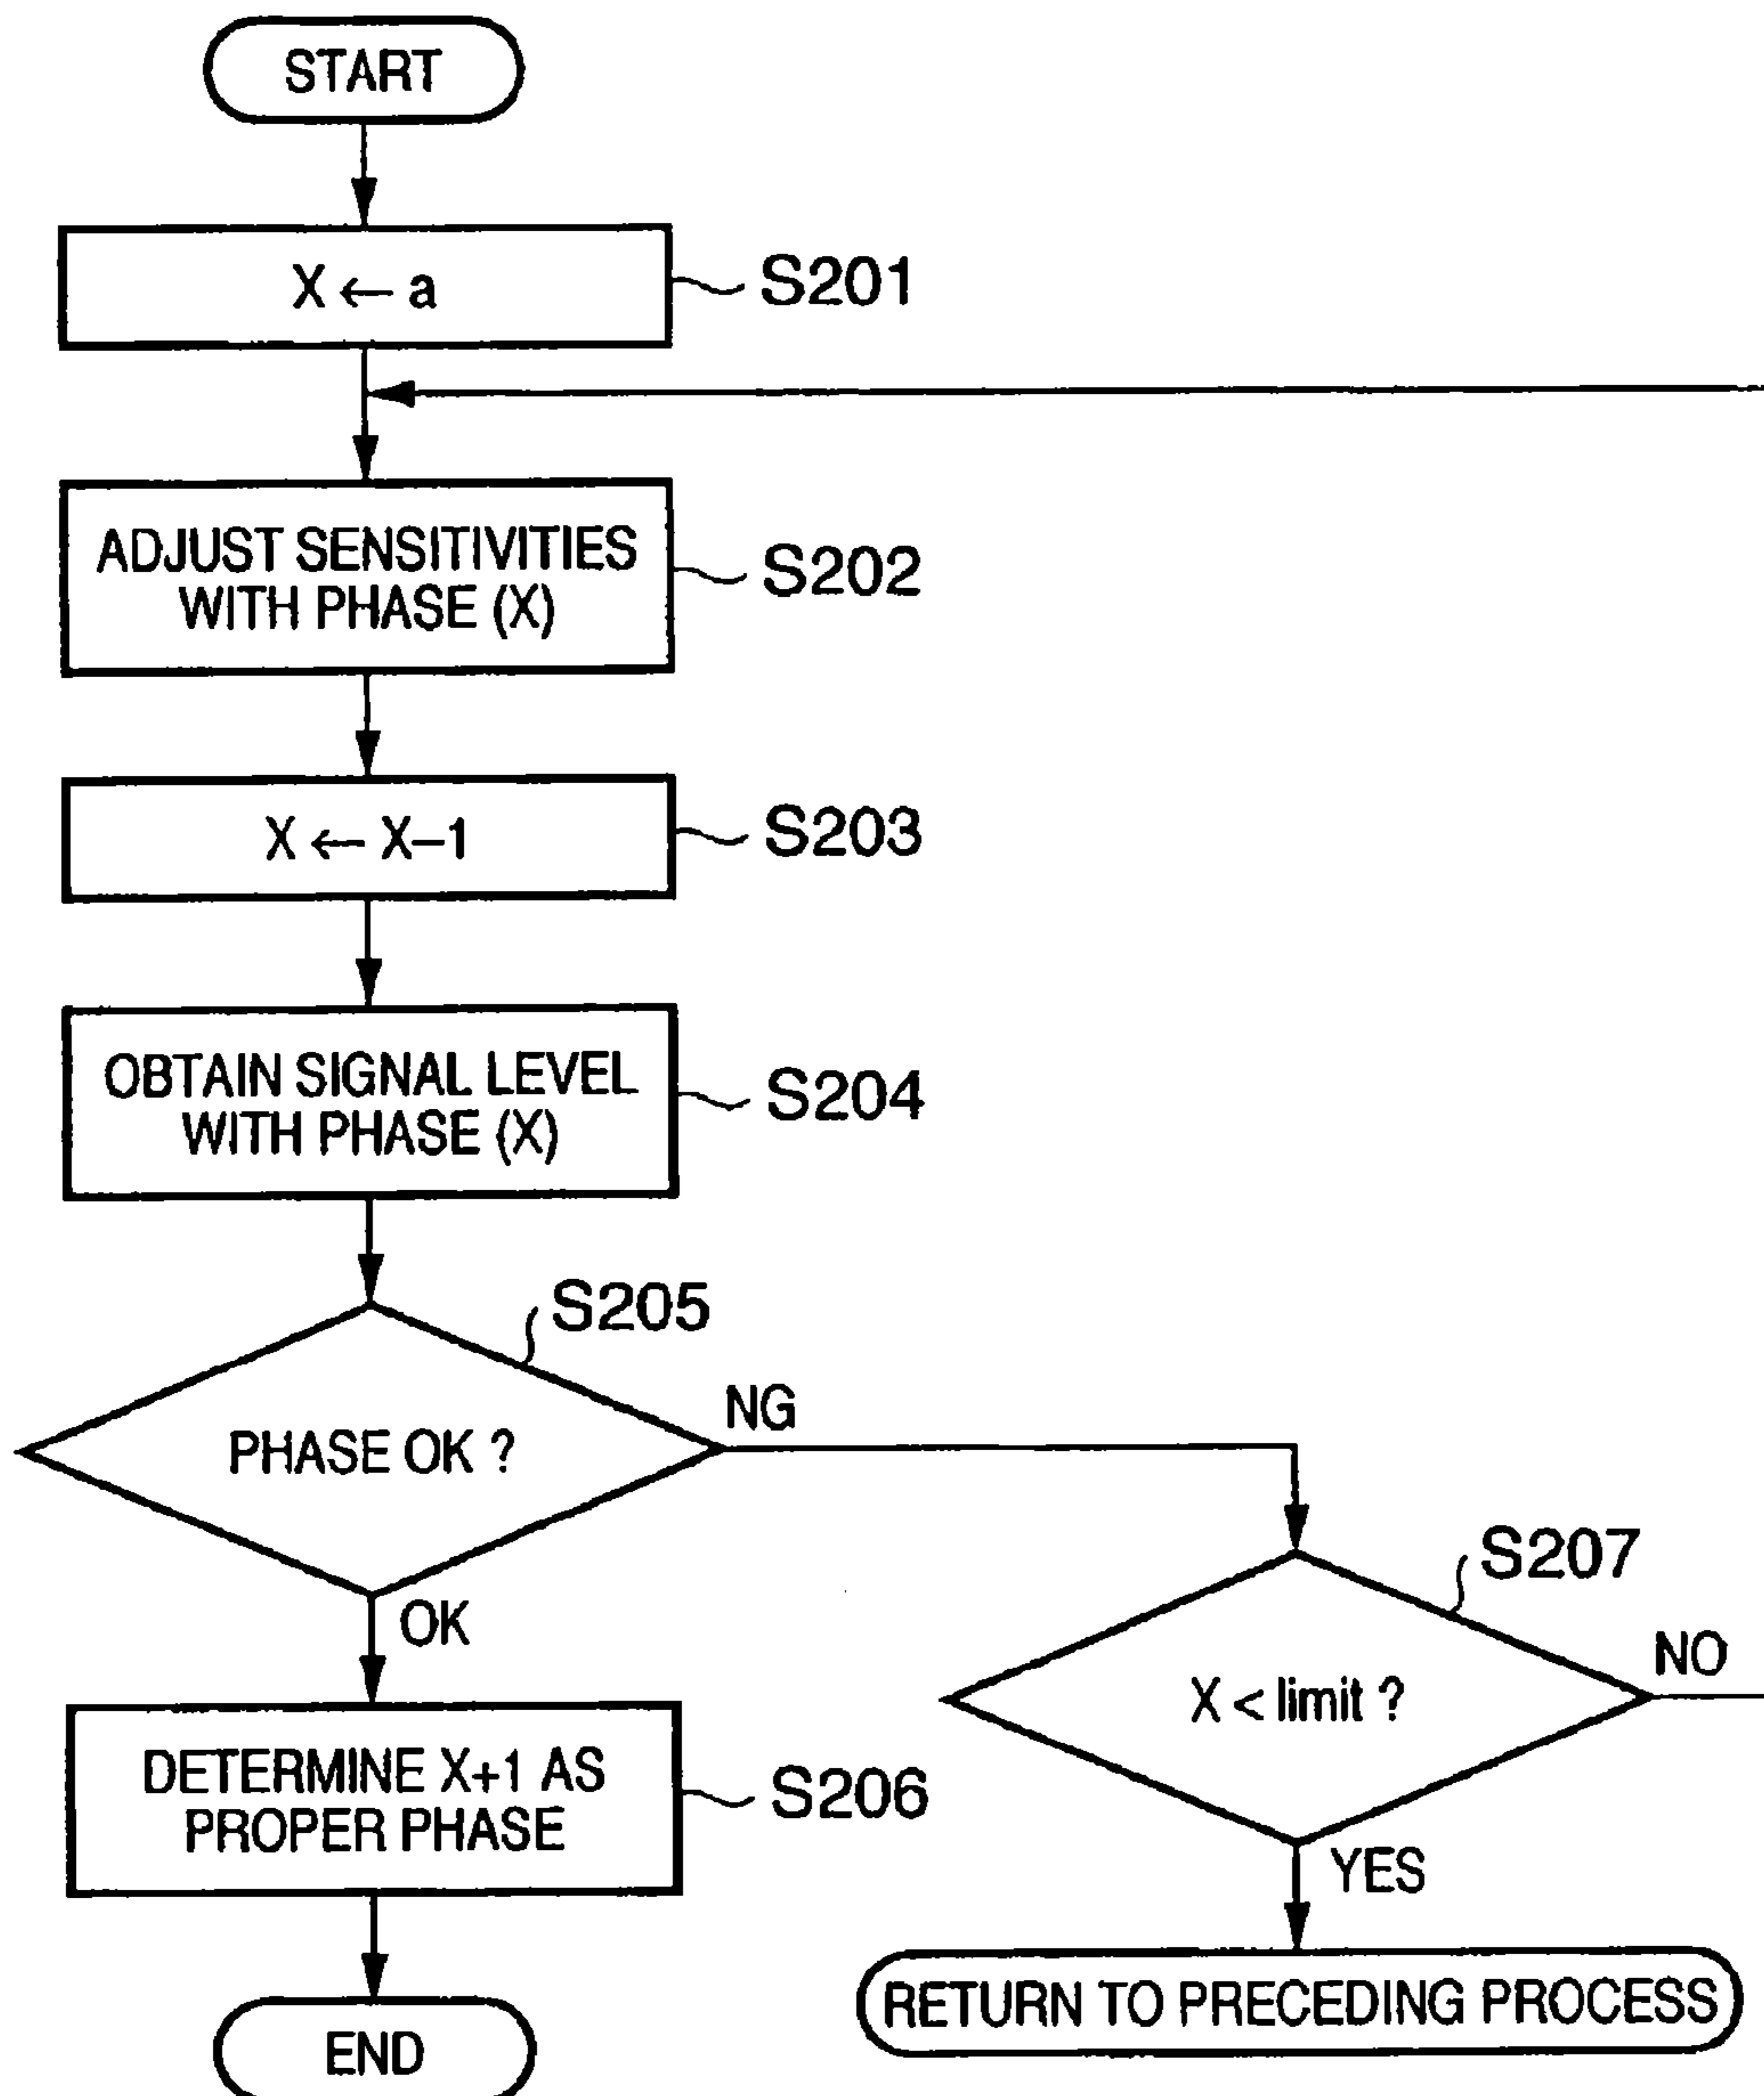 START
X ← a
S201
ADJUST SENSITIVITIES
WITH PHASE (X)
S202
X ← X–1
S203
OBTAIN SIGNAL LEVEL
WITH PHASE (X)
S204
S205
PHASE OK ?
NG
OK
S207
X < limit ?
NO
YES
DETERMINE X+1 AS
PROPER PHASE
S206
RETURN TO PRECEDING PROCESS
END